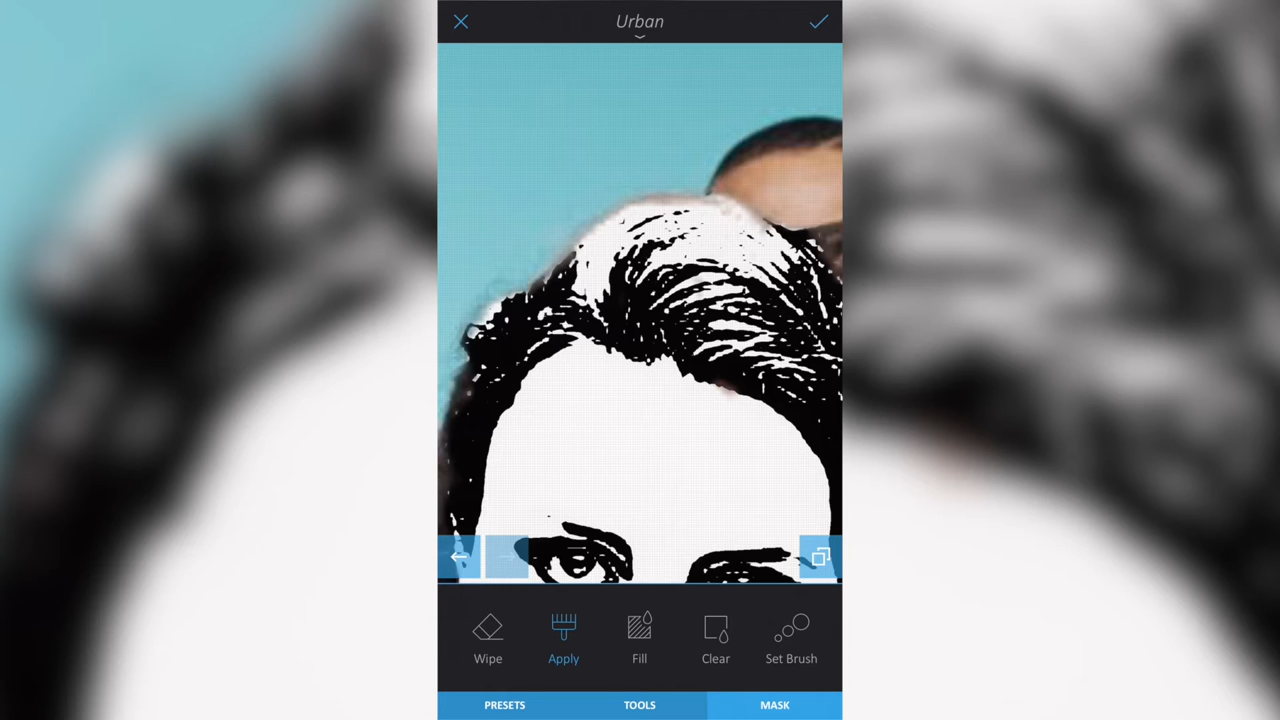 Urban
Wipe
Apply
Fill
Clear
Set Brush
PRESETS
TOOLS
MASK